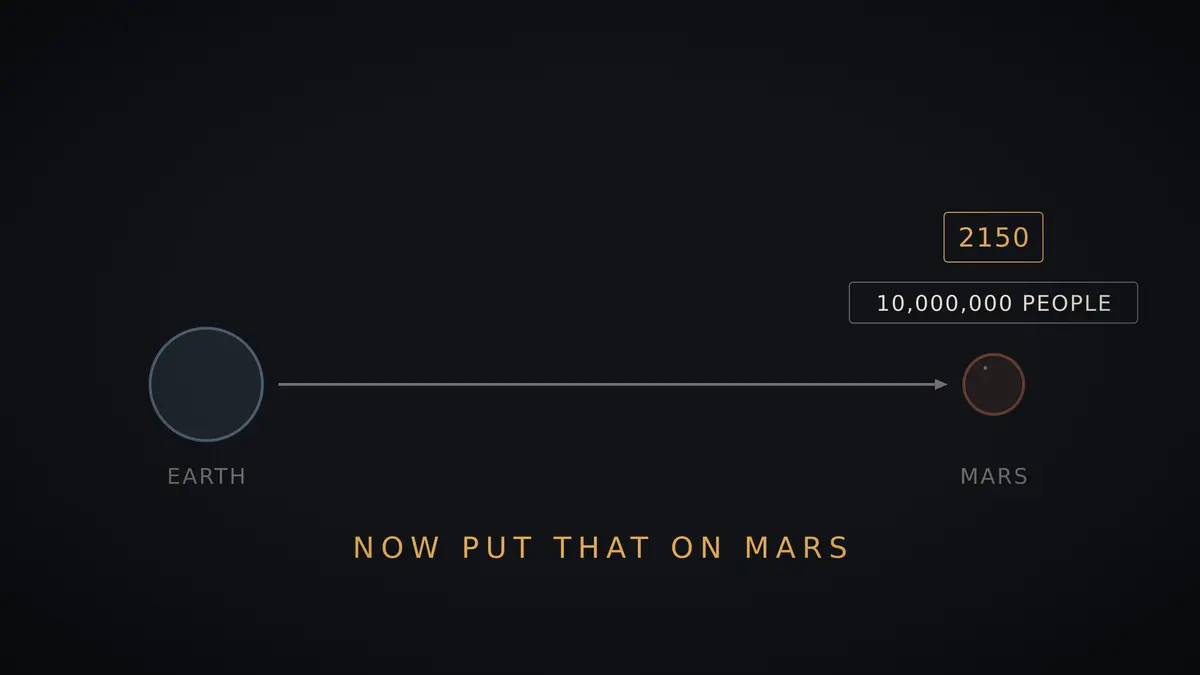 2150
10,000,000 PEOPLE
EARTH
MARS
NOW PUT THAT ON MARS